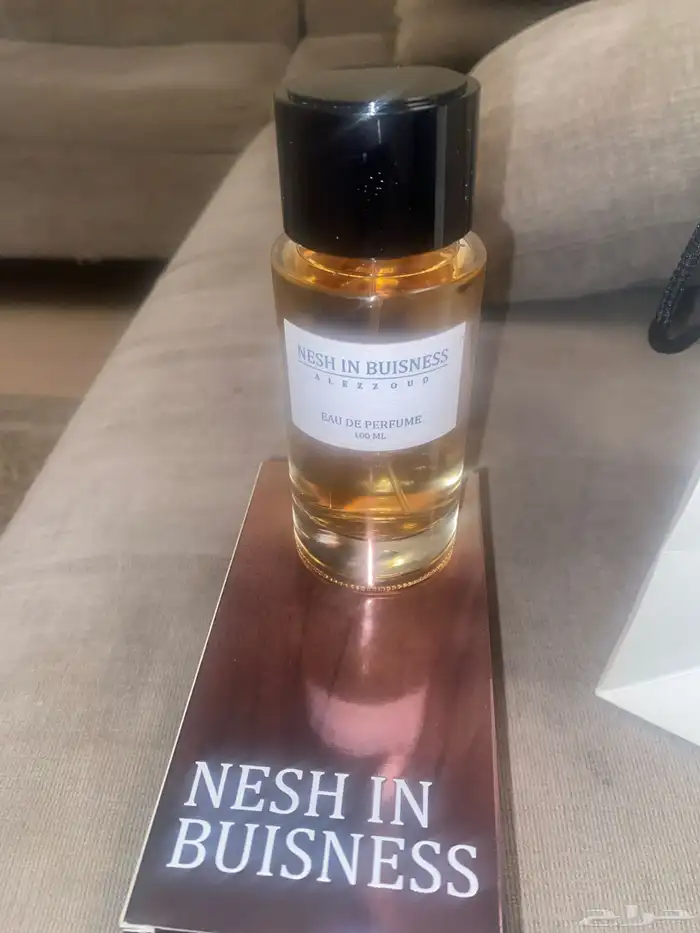 NESH IN BUISNESS
ALEZZOUD
EAU DE PERFUME
100 ML
NESH IN
BUISNESS
حراج